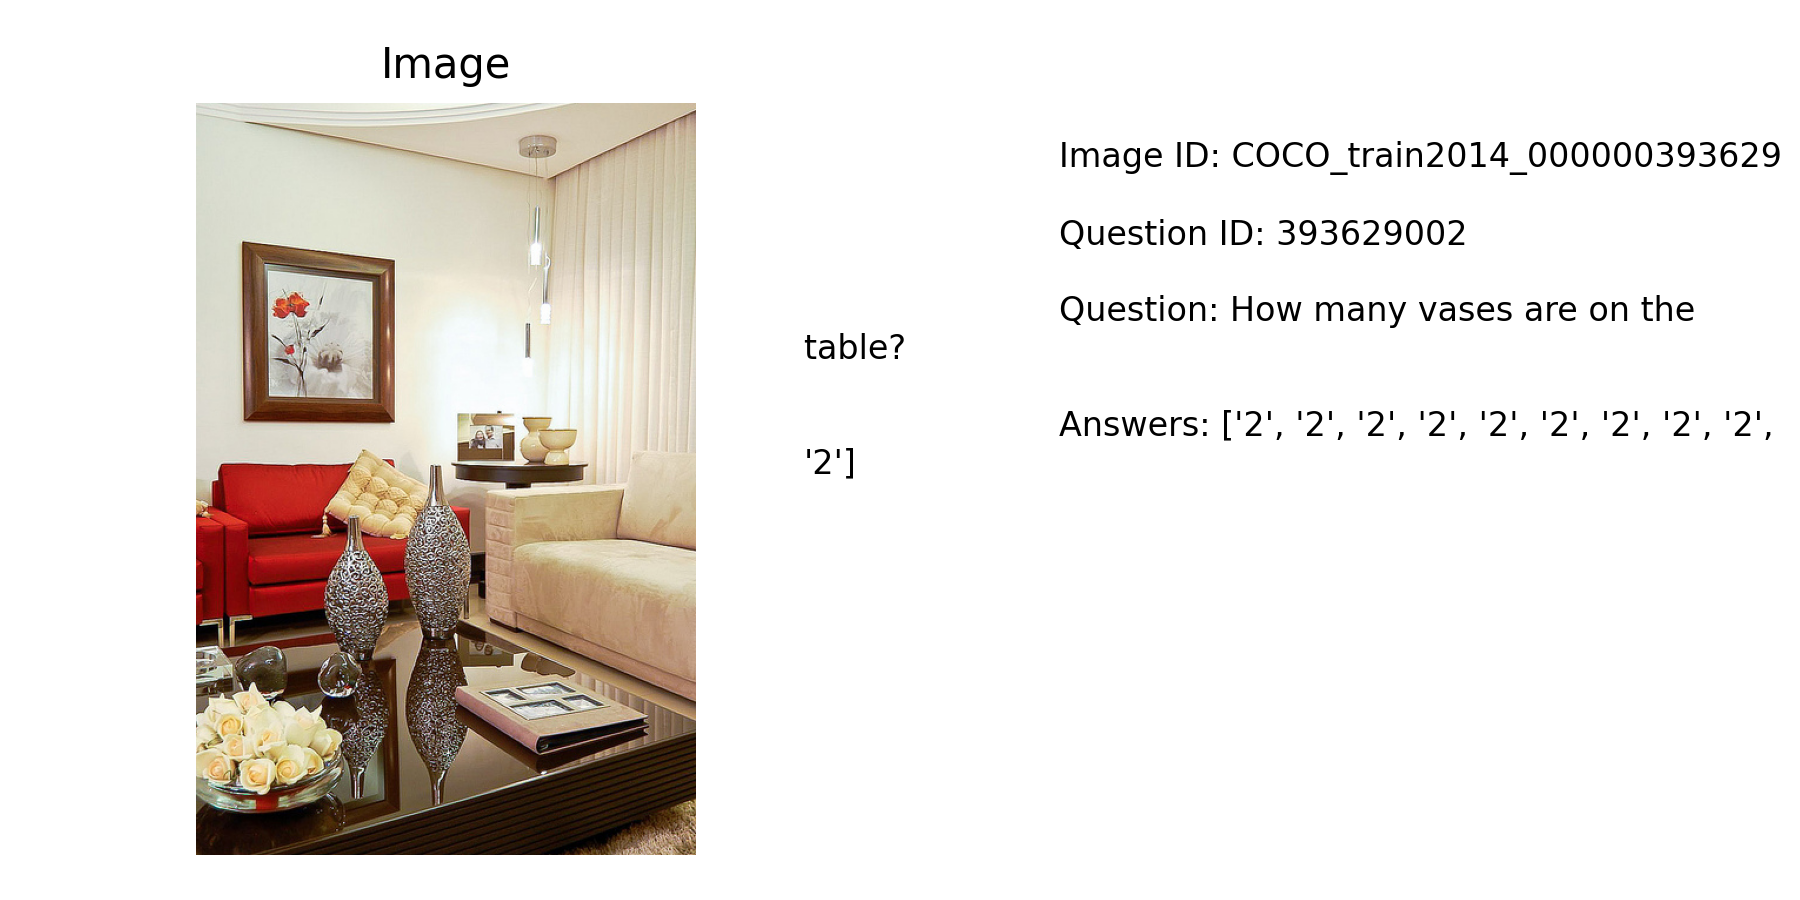 Image
Image ID: COCO_train2014_000000393629
Question ID: 393629002
Question: How many vases are on the
table?
Answers: ['2', '2', '2', '2', '2', '2', '2', '2', '2',
'2']